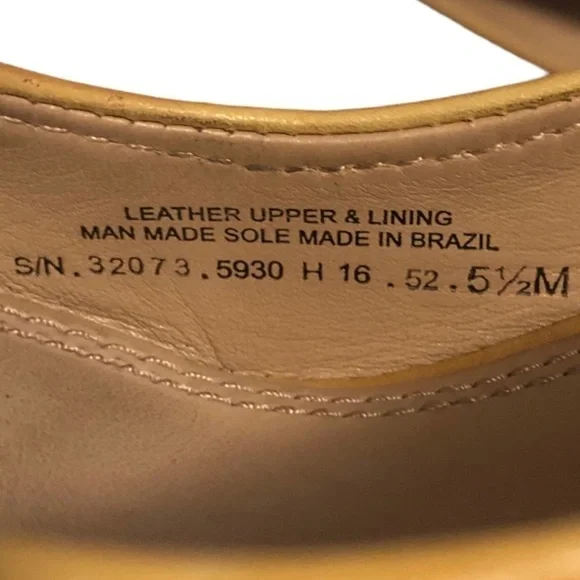 LEATHER UPPER & LINING
MAN MADE SOLE MADE IN BRAZIL
S/N. 32073.5930 H 16 .52.5½M